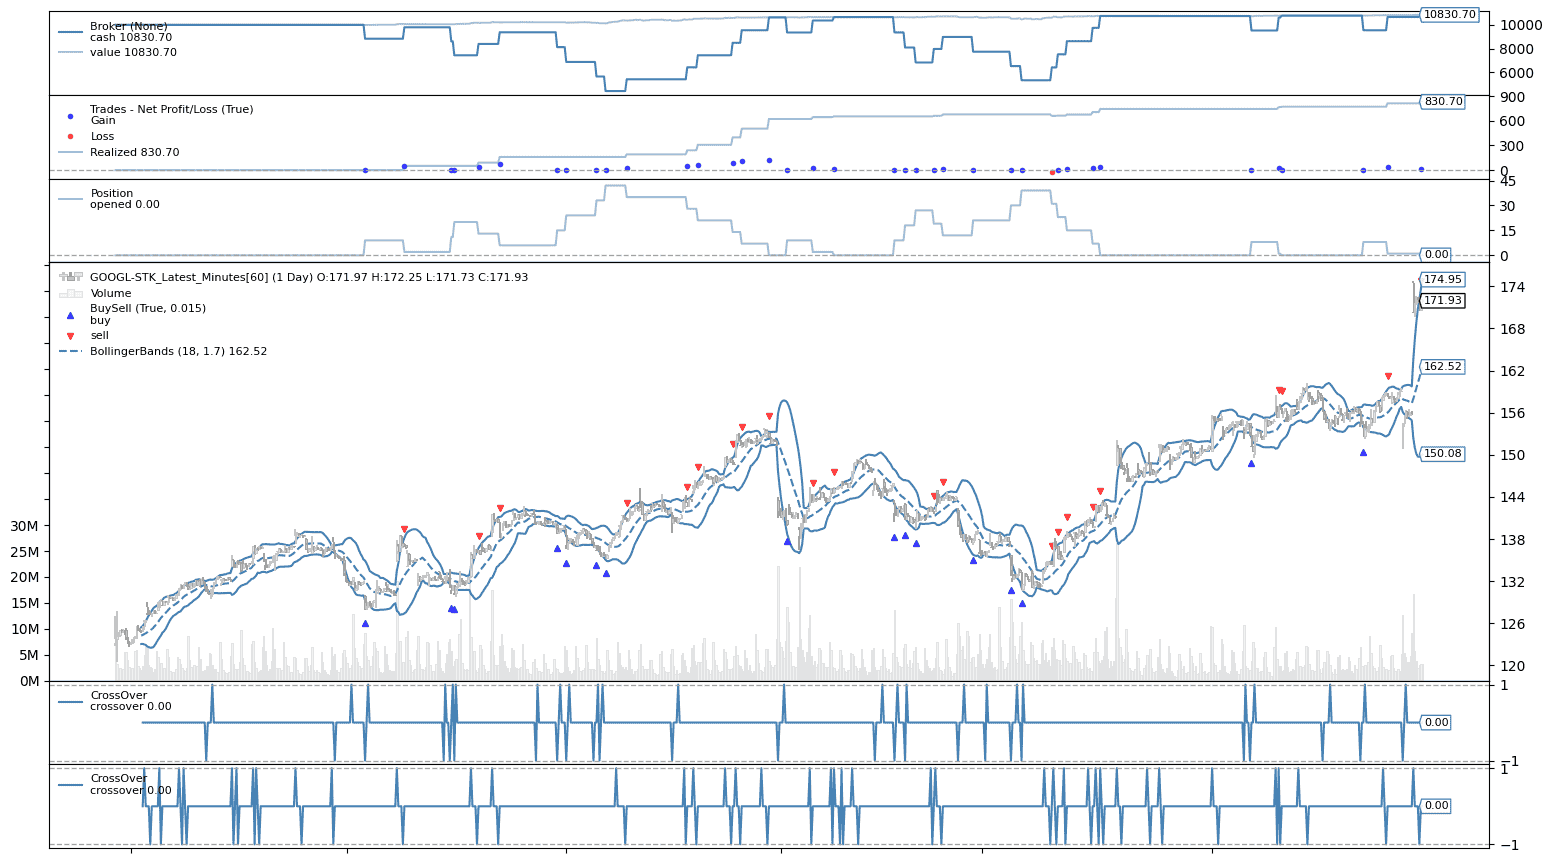 Broker (None)
cash 10830.70
value 10830.70
10830.70
10000
8000
6000
Trades - Net Profit/Loss (True)
Gain
Loss
Realized 830.70
830.70
900
600
300
0
Position
opened 0.00
45
30
15
0
0.00
GOOGL-STK_Latest_Minutes[60] (1 Day) O:171.97 H:172.25 L:171.73 C:171.93
Volume
BuySell (True, 0.015)
buy
sell
BollingerBands (18, 1.7) 162.52
174.95
171.93
162.52
150.08
174
168
162
156
150
144
138
132
126
120
30M
25M
20M
15M
10M
5M
0M
CrossOver
crossover 0.00
1
0.00
−1
CrossOver
crossover 0.00
1
0.00
−1